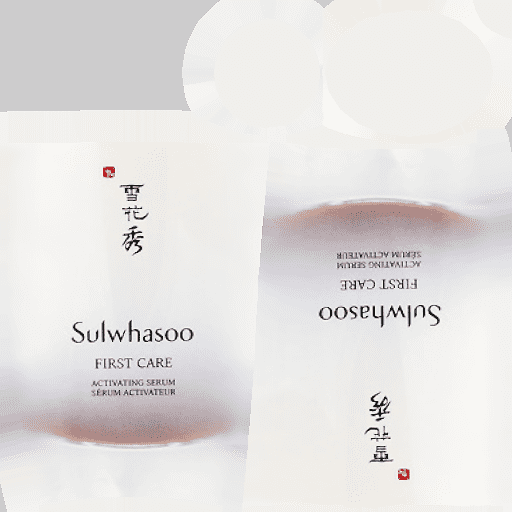 雪花秀
Sulwhasoo
FIRST CARE
ACTIVATING SERUM
SÉRUM ACTIVATEUR
雪花秀
Sulwhasoo
FIRST CARE
ACTIVATING SERUM
SÉRUM ACTIVATEUR